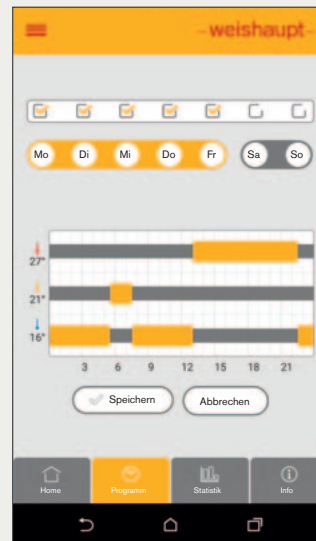 -weishaupt-
Mo Di Mi Do Fr Sa So
27°
21°
16°
3 6 9 12 15 18 21
Speichern Abbrechen
Home Programm Statistik Info